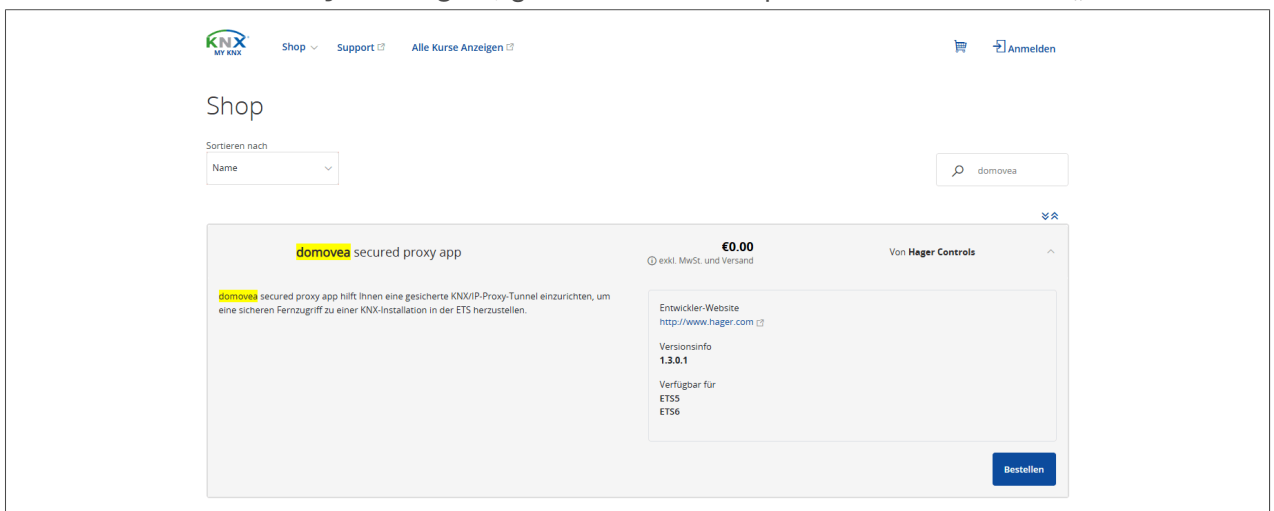 KNX
MY KNX
Shop
Support
Alle Kurse Anzeigen
Anmelden
Shop
Sortieren nach
Name
domovea
domovea secured proxy app
€0.00
exkl. MwSt. und Versand
Von Hager Controls
domovea secured proxy app hilft Ihnen eine gesicherte KNX/IP-Proxy-Tunnel einzurichten, um
eine sicheren Fernzugriff zu einer KNX-Installation in der ETS herzustellen.
Entwickler-Website
http://www.hager.com
Versionsinfo
1.3.0.1
Verfügbar für
ETS5
ETS6
Bestellen